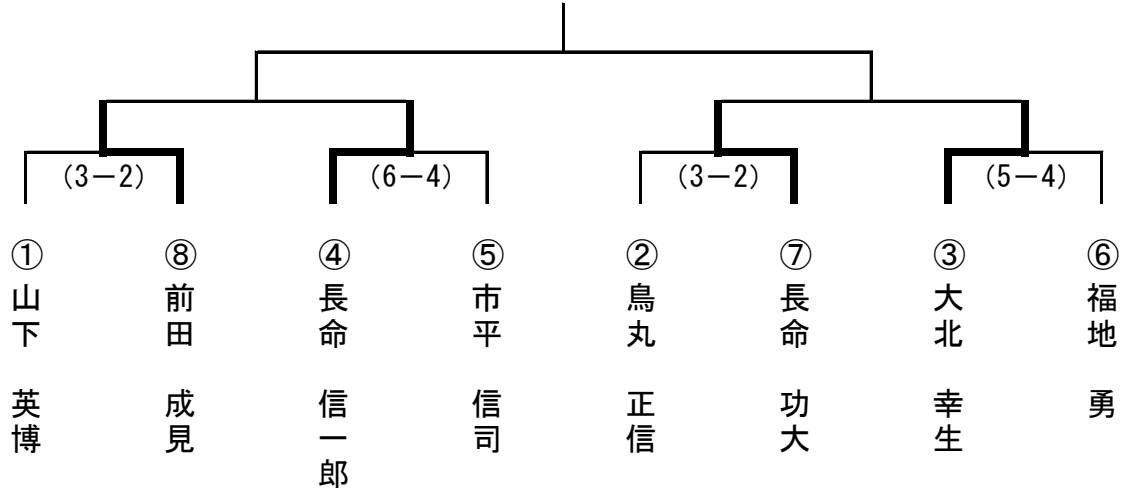 (3－2)
(6－4)
(3－2)
(5－4)
①山下 英博
⑧前田 成見
④長命 信一郎
⑤市平 信司
②鳥丸 正信
⑦長命 功大
③大北 幸生
⑥福地 勇